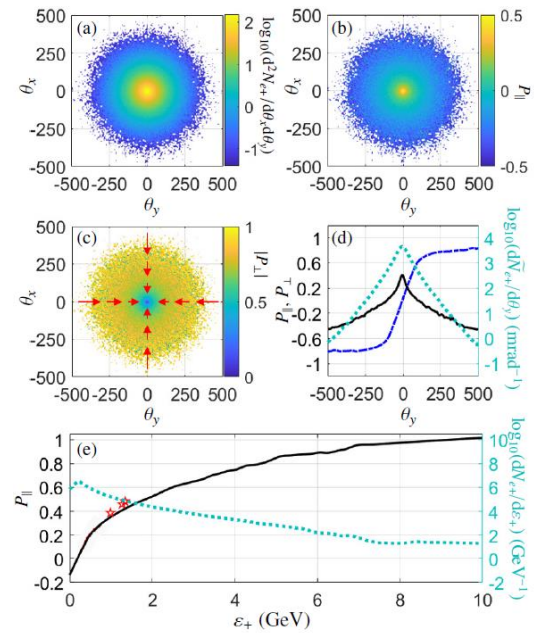 (a)
θx
500
250
0
-250
-500
-500 -250 0 250 500
θy
2
1
0
-1
log10(d²Ne+/dθxdθy)
(b)
θx
500
250
0
-250
-500
-500 -250 0 250 500
θy
0.5
0
-0.5
P∥
(c)
θx
500
250
0
-250
-500
-500 -250 0 250 500
θy
1
0.5
0
|P⊥|
(d)
P∥, P⊥
1
0.6
0.2
-0.2
-0.6
-1
-500 -250 0 250 500
θy
4
3
2
1
0
-1
log10(dÑe+/dθy) (mrad⁻¹)
(e)
P∥
1
0.8
0.6
0.4
0.2
0
-0.2
0 2 4 6 8 10
ε+ (GeV)
10
8
6
4
2
0
-2
log10(dNe+/dε+) (GeV⁻¹)